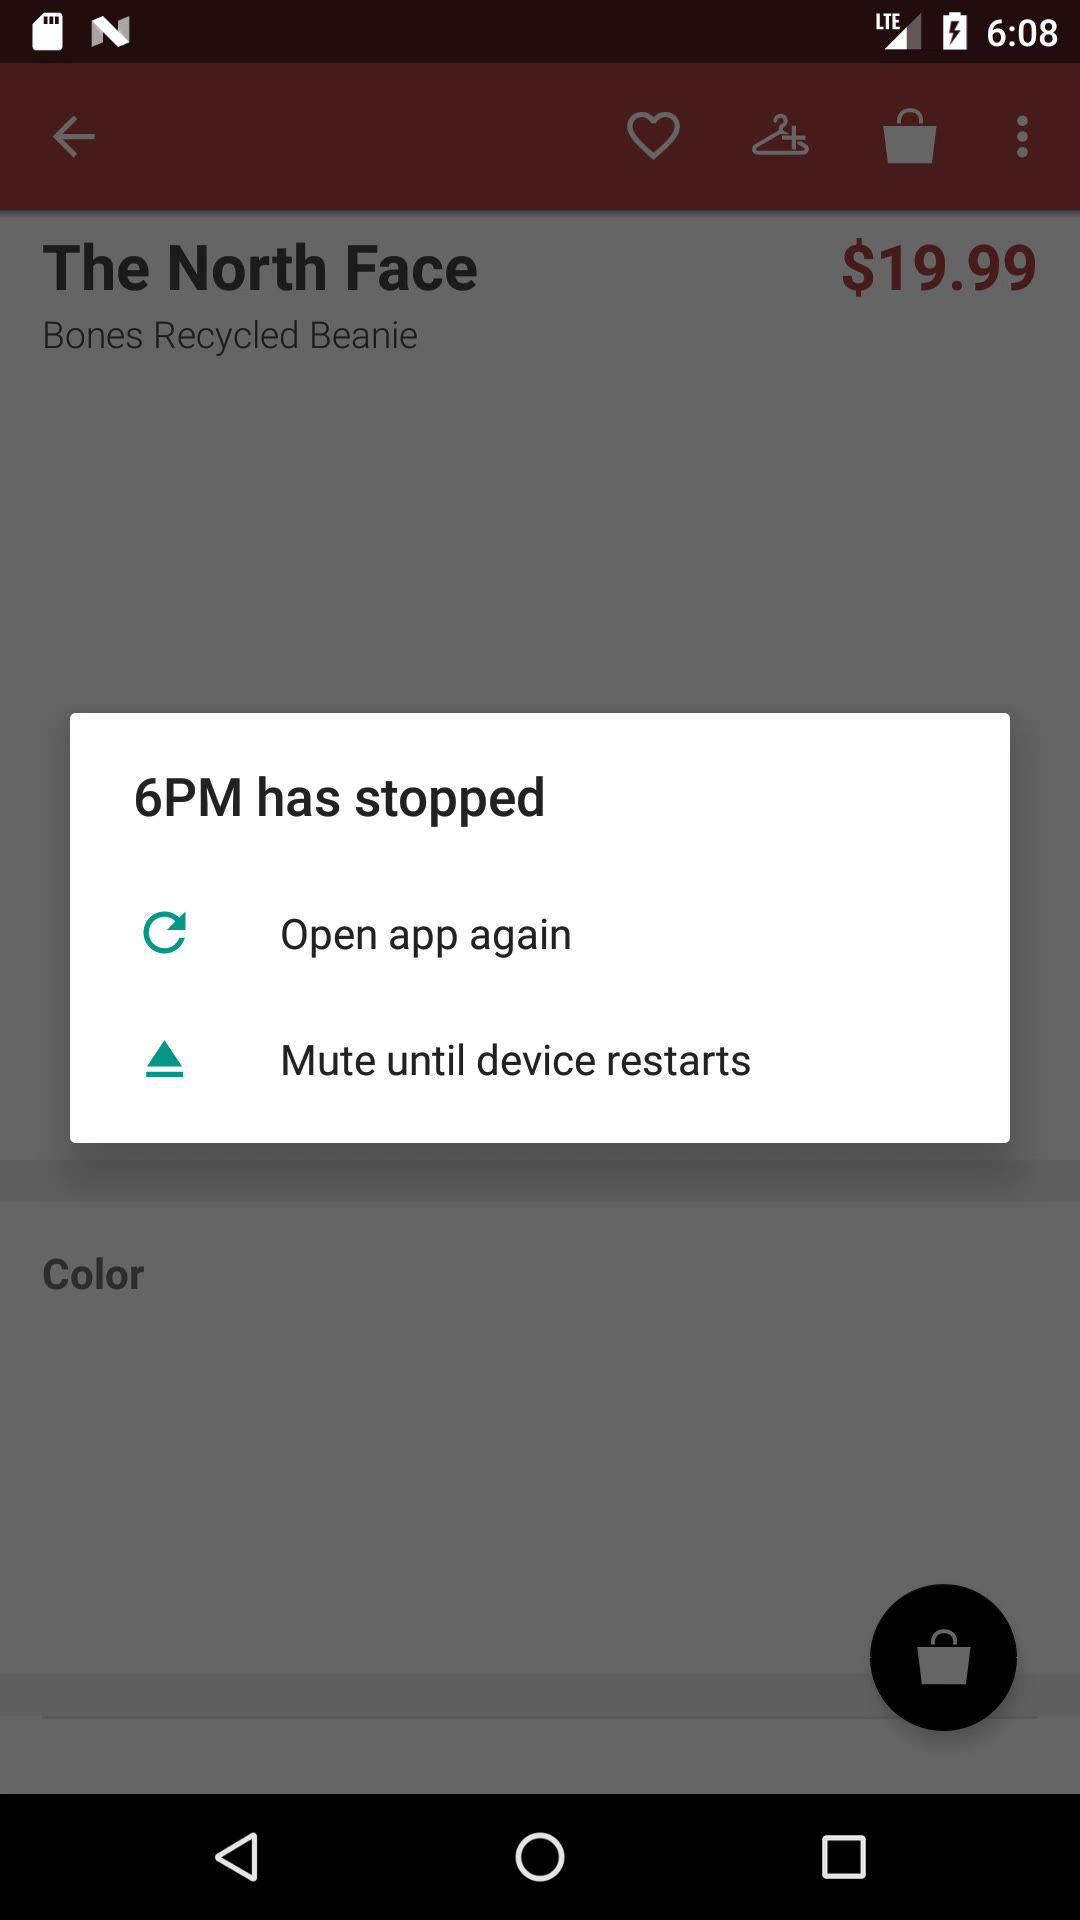 LTE 6:08
The North Face $19.99
Bones Recycled Beanie
6PM has stopped
Open app again
Mute until device restarts
Color